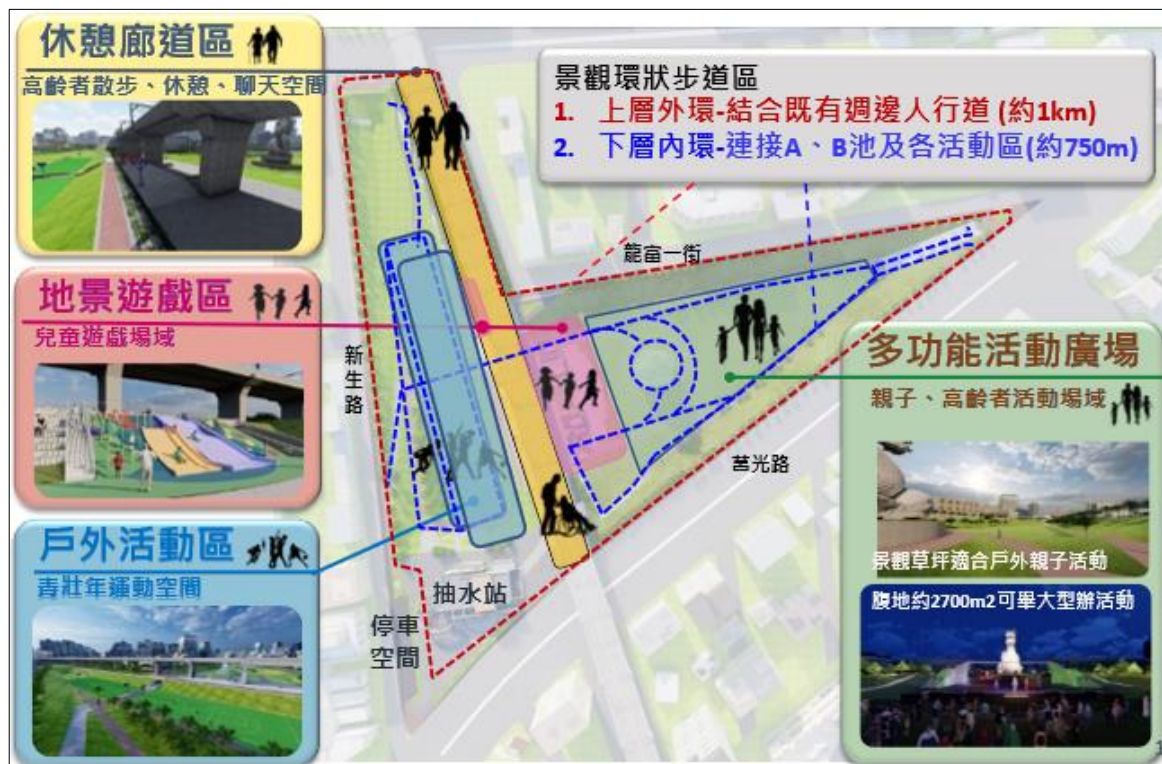 休憩廊道區
高齡者散步、休憩、聊天空間
景觀環狀步道區
1. 上層外環-結合既有週邊人行道 (約1km)
2. 下層內環-連接A、B池及各活動區(約750m)
龍富一街
地景遊戲區
兒童遊戲場域
新生路
多功能活動廣場
親子、高齡者活動場域
莒光路
景觀草坪適合戶外親子活動
戶外活動區
青壯年運動空間
抽水站
停車
空間
腹地約2700m2可舉大型辦活動